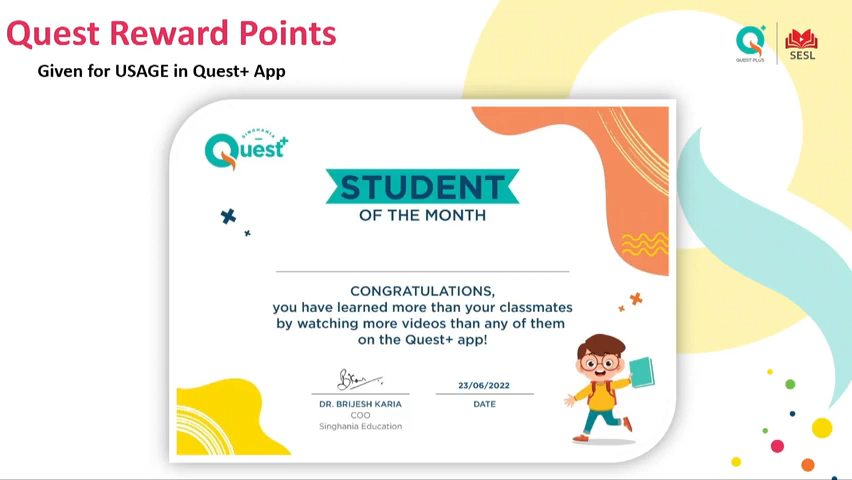 Quest Reward Points
Given for USAGE in Quest+ App
QUEST PLUS
SESL
SINGHANIA
Quest+
STUDENT
OF THE MONTH
CONGRATULATIONS,
you have learned more than your classmates
by watching more videos than any of them
on the Quest+ app!
23/06/2022
DR. BRIJESH KARIA
DATE
COO
Singhania Education